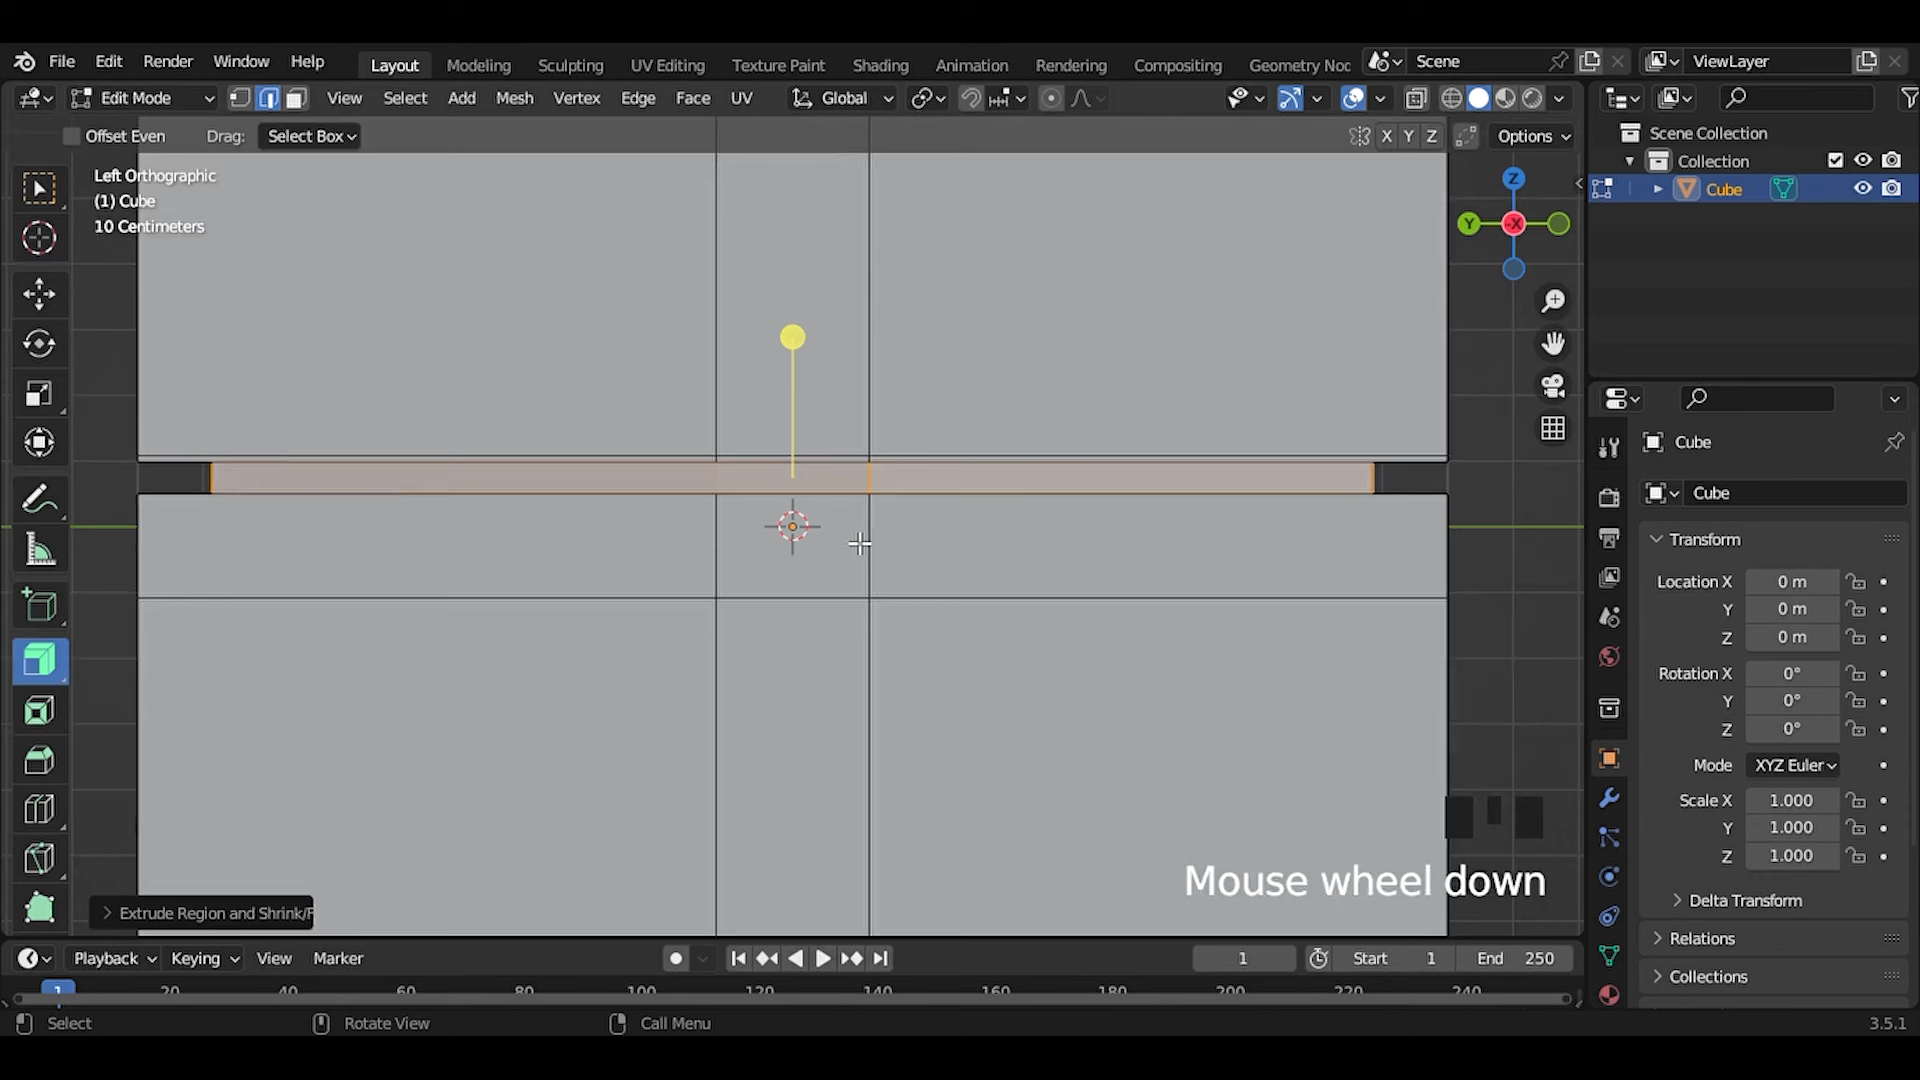 File Edit Render Window Help Layout Modeling Sculpting UV Editing Texture Paint Shading Animation Rendering Compositing Geometry Noc Scene ViewLayer
Edit Mode View Select Add Mesh Vertex Edge Face UV Global
Offset Even Drag: Select Box X Y Z Options
Scene Collection
Collection
Cube
Left Orthographic
(1) Cube
10 Centimeters
Z
Y
-X
Cube
Cube
Transform
Location X 0 m
Y 0 m
Z 0 m
Rotation X 0°
Y 0°
Z 0°
Mode XYZ Euler
Scale X 1.000
Y 1.000
Z 1.000
Delta Transform
Relations
Collections
Mouse wheel down
Extrude Region and Shrink/F
Playback Keying View Marker 1 Start 1 End 250
1 20 40 60 80 100 120 140 160 180 200 220 240
Select Rotate View Call Menu 3.5.1